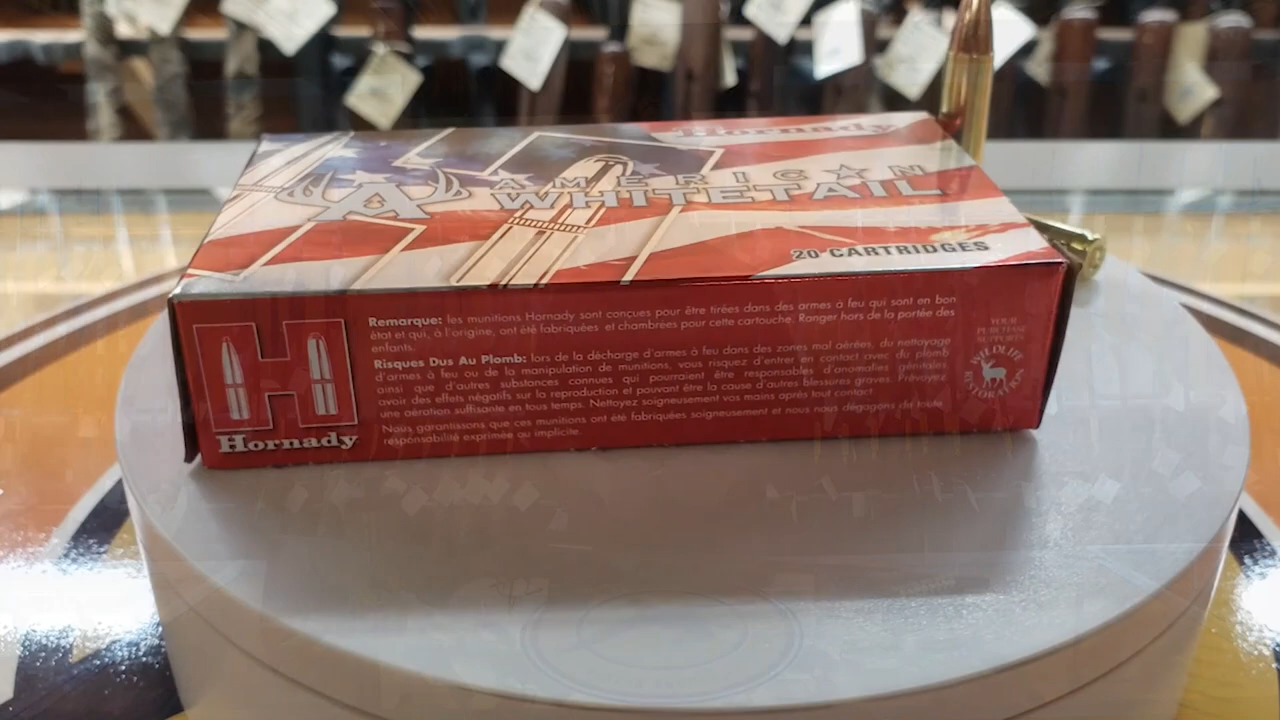 Hornady
AMERICAN
WHITETAIL
20 CARTRIDGES
Remarque: les munitions Hornady sont conçues pour être tirées dans des armes à feu qui sont en bon
état et qui, à l'origine, ont été fabriquées et chambrées pour cette cartouche. Ranger hors de la portée des
enfants.
Risques Dus Au Plomb: lors de la décharge d'armes à feu dans des zones mal aérées, du nettoyage
d'armes à feu ou de la manipulation de munitions, vous risquez d'entrer en contact avec du plomb
ainsi que d'autres substances connues qui pourraient être responsables d'anomalies génitales
avoir des effets négatifs sur la reproduction et pouvant être la cause d'autres blessures graves. Prévoyez
une aération suffisante en tous temps. Nettoyez soigneusement vos mains après tout contact
Nous garantissons que ces munitions ont été fabriquées soigneusement et nous nous dégageons de toute
responsabilité exprimée ou implicite.
H
Hornady
YOUR
PURCHASE
SUPPORTS
WILDLIFE
RESTORATION